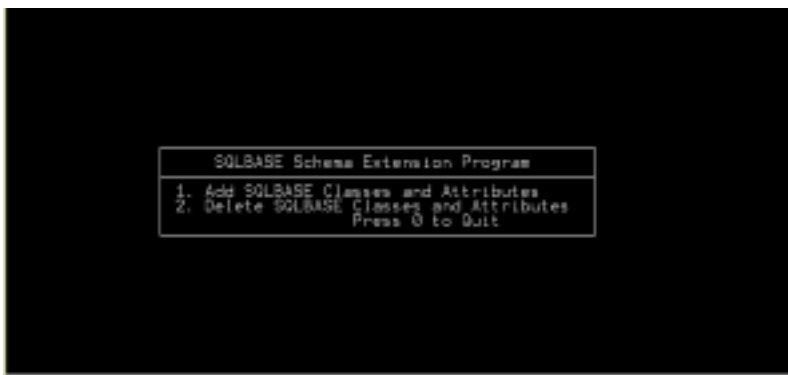 SQLBASE Schema Extension Program
1. Add SQLBASE Classes and Attributes
2. Delete SQLBASE Classes and Attributes
Press 0 to Quit